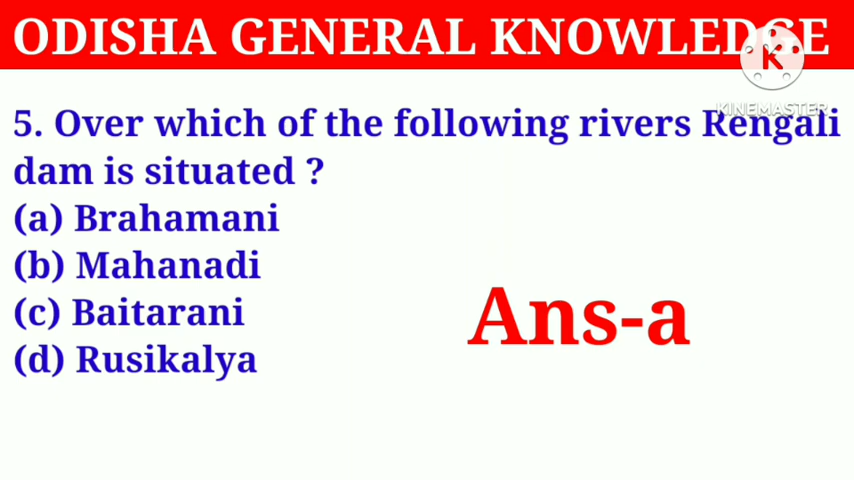 ODISHA GENERAL KNOWLEDGE
K
KINEMASTER
5. Over which of the following rivers Rengali
dam is situated ?
(a) Brahamani
(b) Mahanadi
(c) Baitarani
(d) Rusikalya
Ans-a